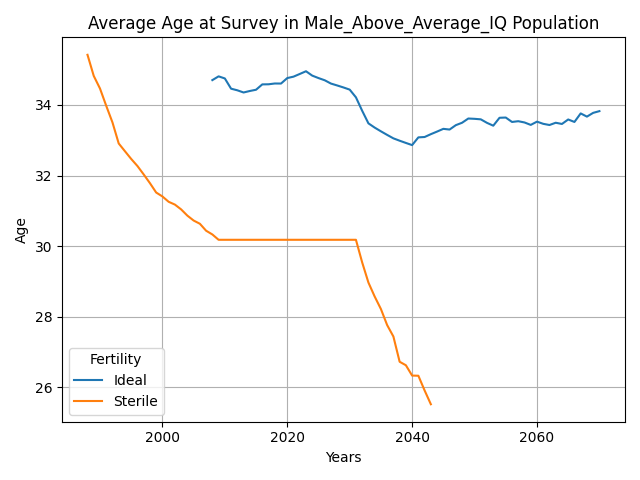 Average Age at Survey in Male_Above_Average_IQ Population
Age
34
32
30
28
26
Fertility
Ideal
Sterile
2000 2020 2040 2060
Years